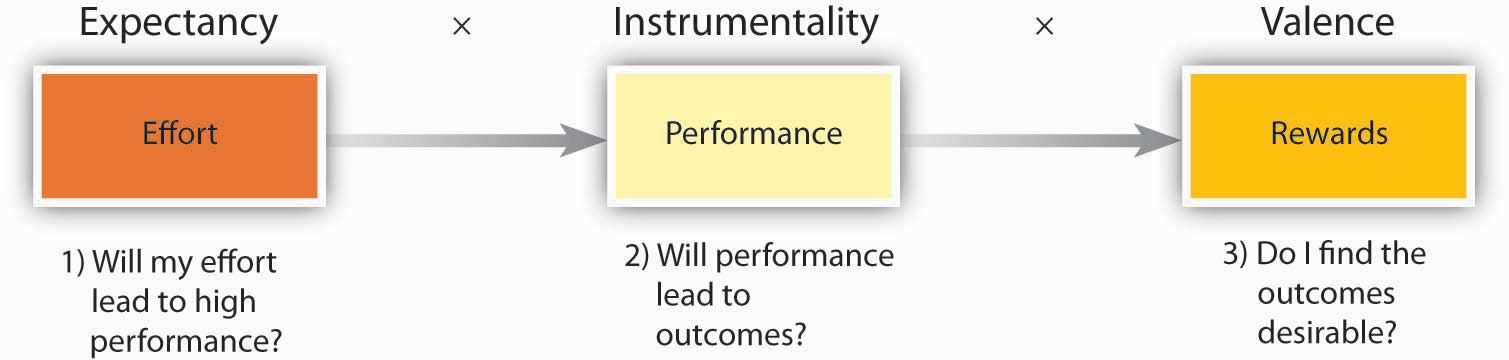 Expectancy × Instrumentality × Valence
Effort
Performance
Rewards
1) Will my effort
lead to high
performance?
2) Will performance
lead to
outcomes?
3) Do I find the
outcomes
desirable?